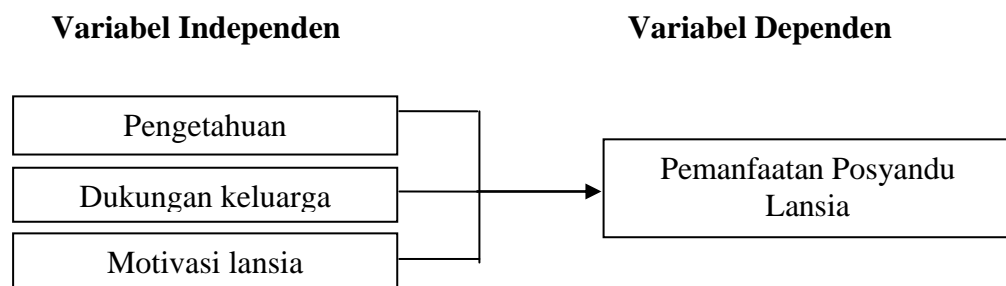 Variabel Independen
Variabel Dependen
Pengetahuan
Dukungan keluarga
Motivasi lansia
Pemanfaatan Posyandu
Lansia